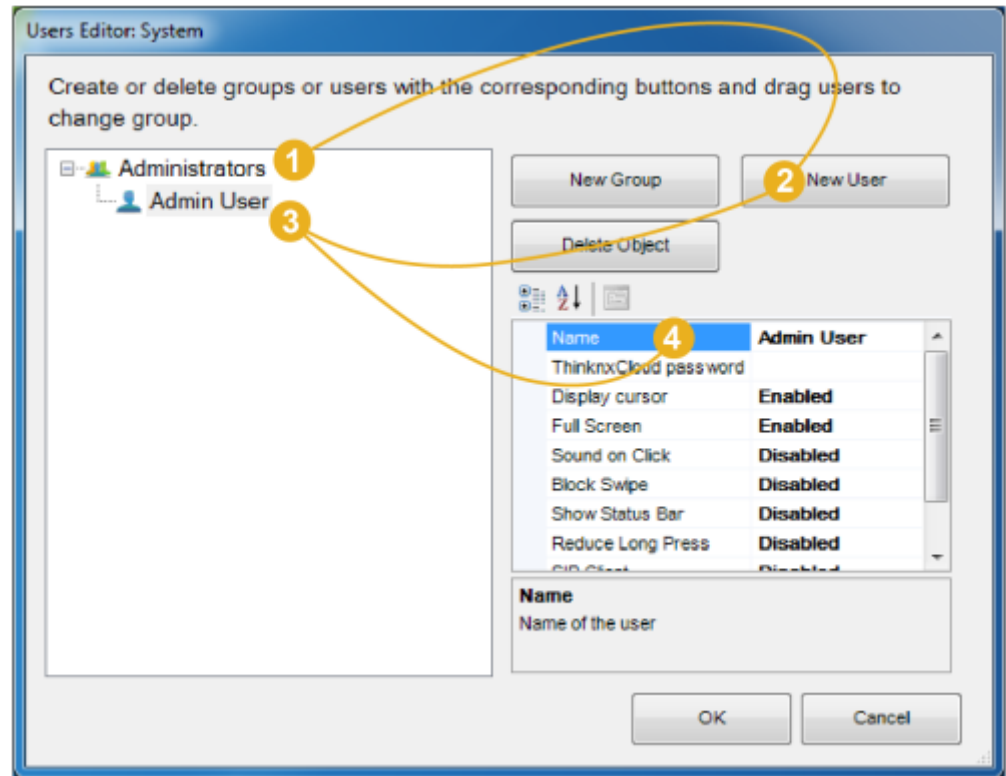 Users Editor: System
Create or delete groups or users with the corresponding buttons and drag users to
change group.
Administrators 1
Admin User
3
New Group
2 New User
Delete Object
Name 4 Admin User
ThinknxCloud password
Display cursor Enabled
Full Screen Enabled
Sound on Click Disabled
Block Swipe Disabled
Show Status Bar Disabled
Reduce Long Press Disabled
Name
Name of the user
OK Cancel